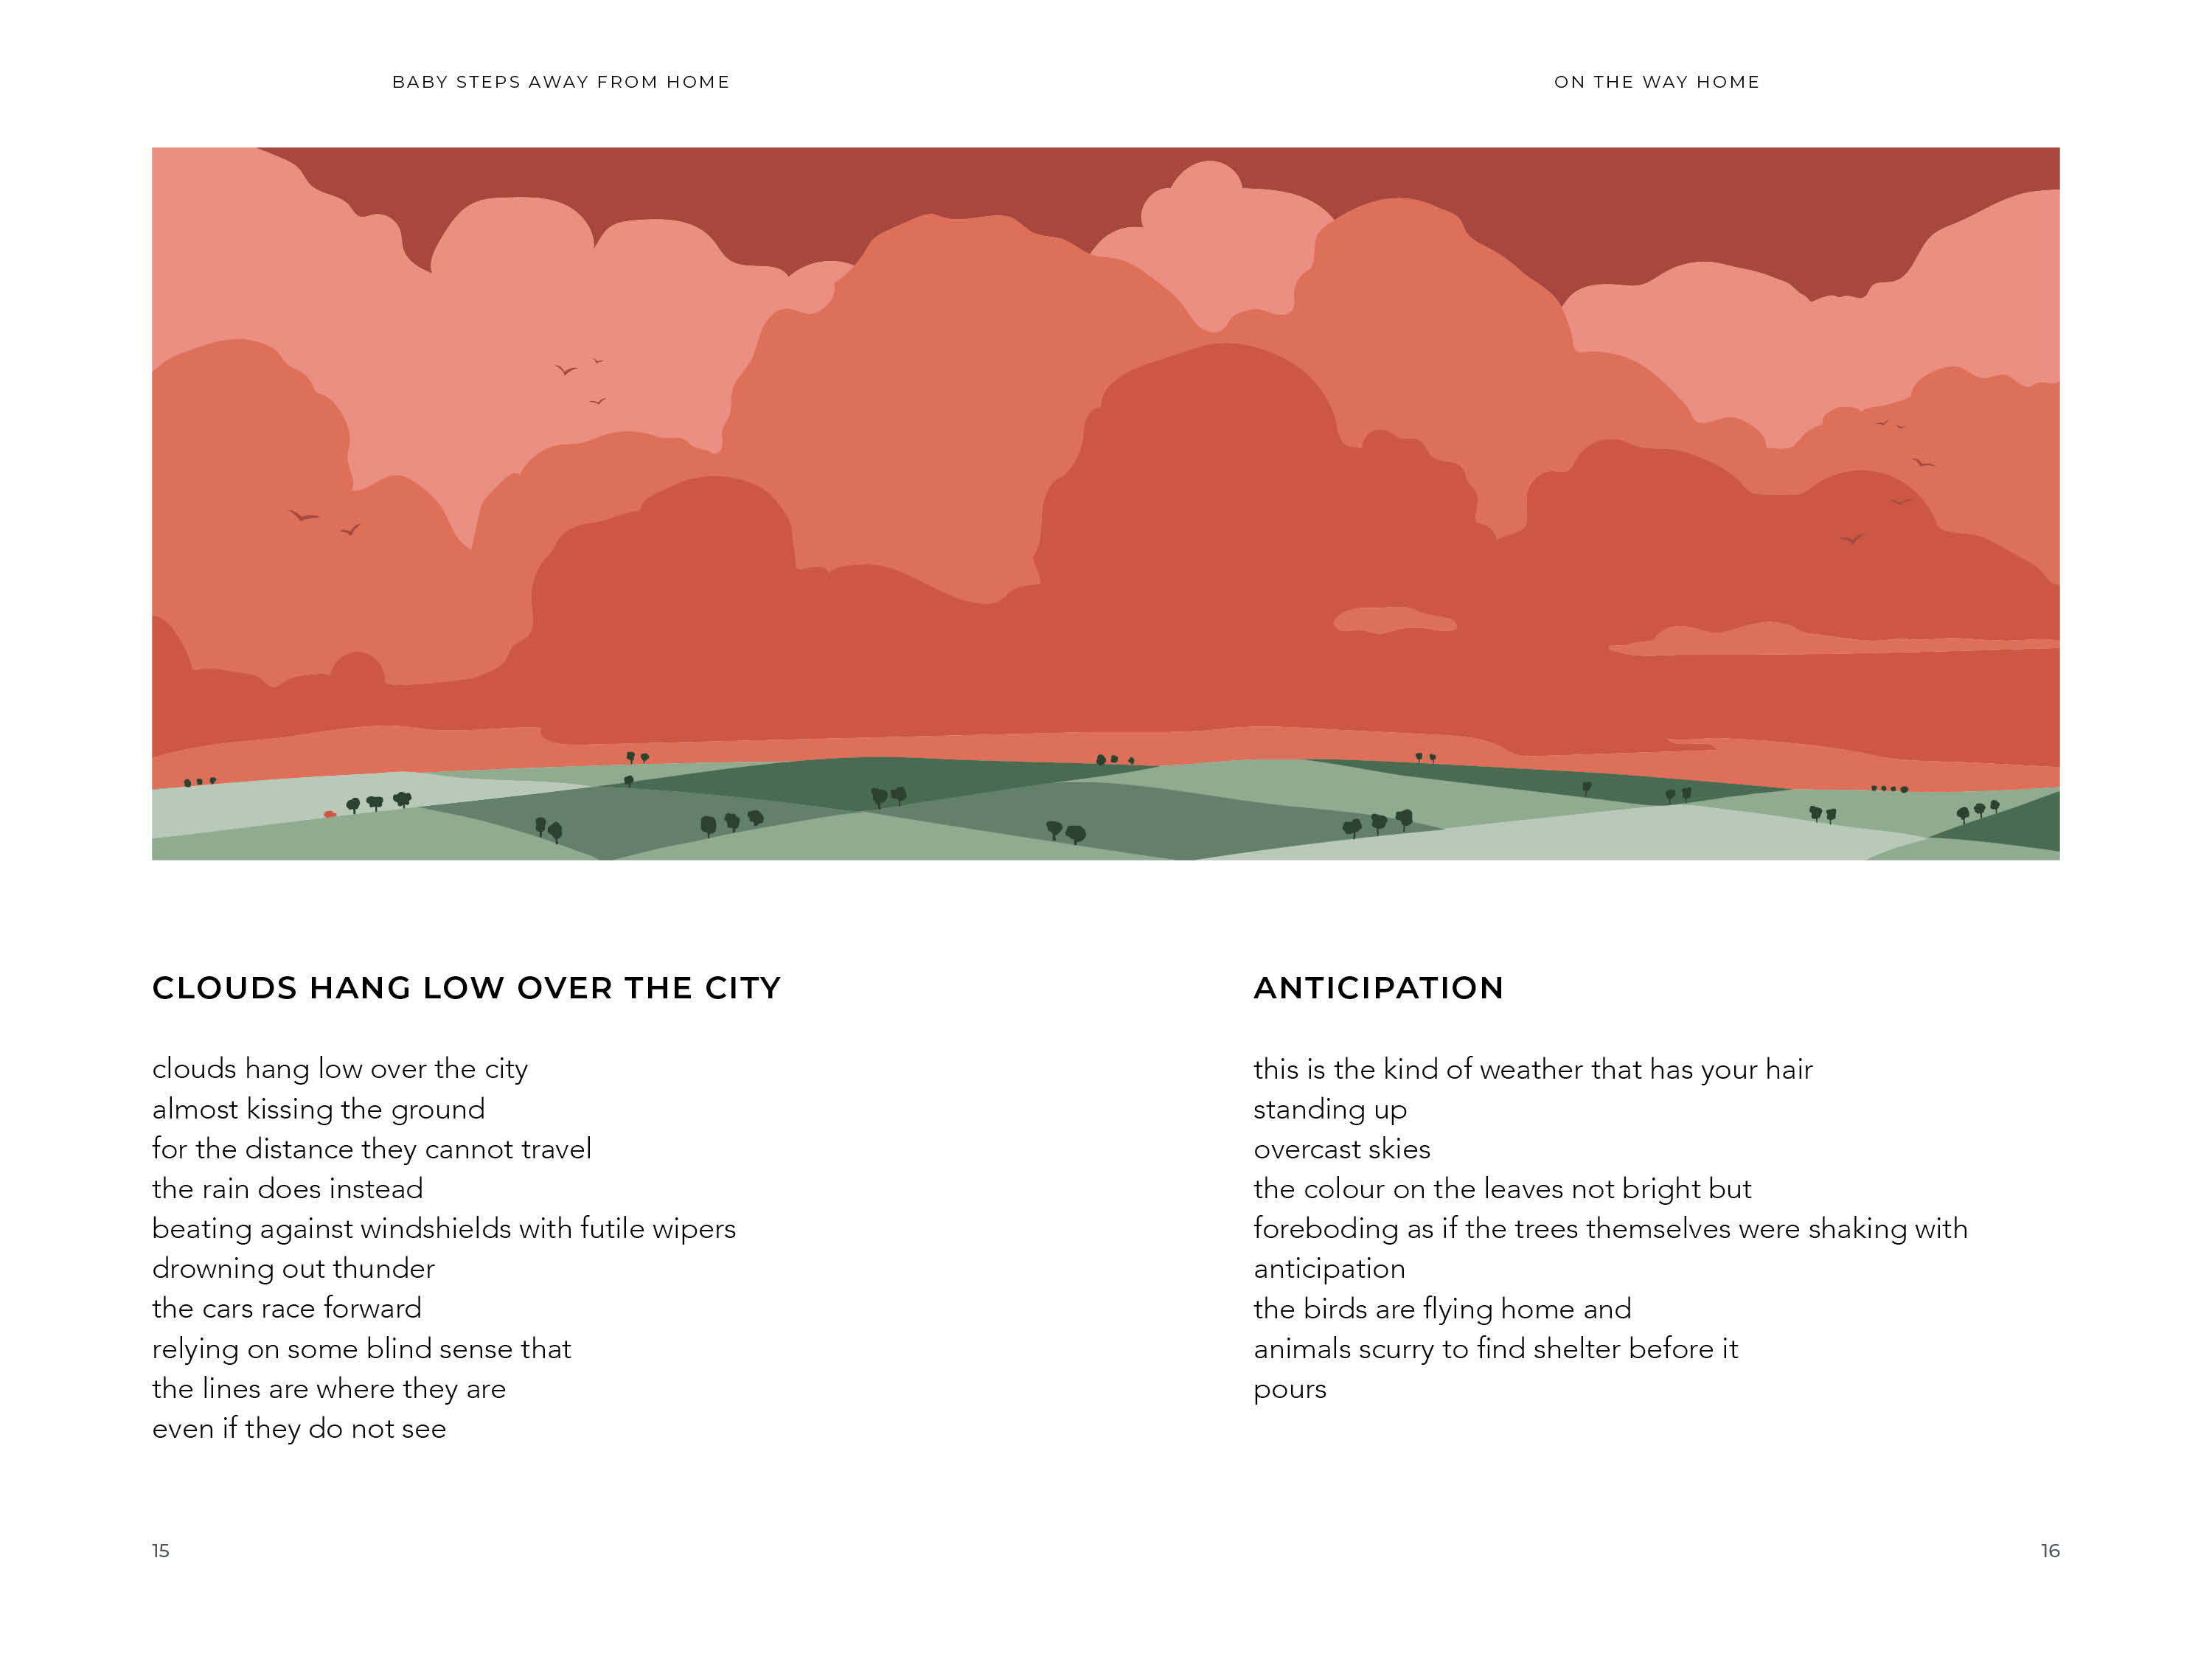 BABY STEPS AWAY FROM HOME
ON THE WAY HOME
CLOUDS HANG LOW OVER THE CITY
clouds hang low over the city
almost kissing the ground
for the distance they cannot travel
the rain does instead
beating against windshields with futile wipers
drowning out thunder
the cars race forward
relying on some blind sense that
the lines are where they are
even if they do not see
15
ANTICIPATION
this is the kind of weather that has your hair
standing up
overcast skies
the colour on the leaves not bright but
foreboding as if the trees themselves were shaking with
anticipation
the birds are flying home and
animals scurry to find shelter before it
pours
16